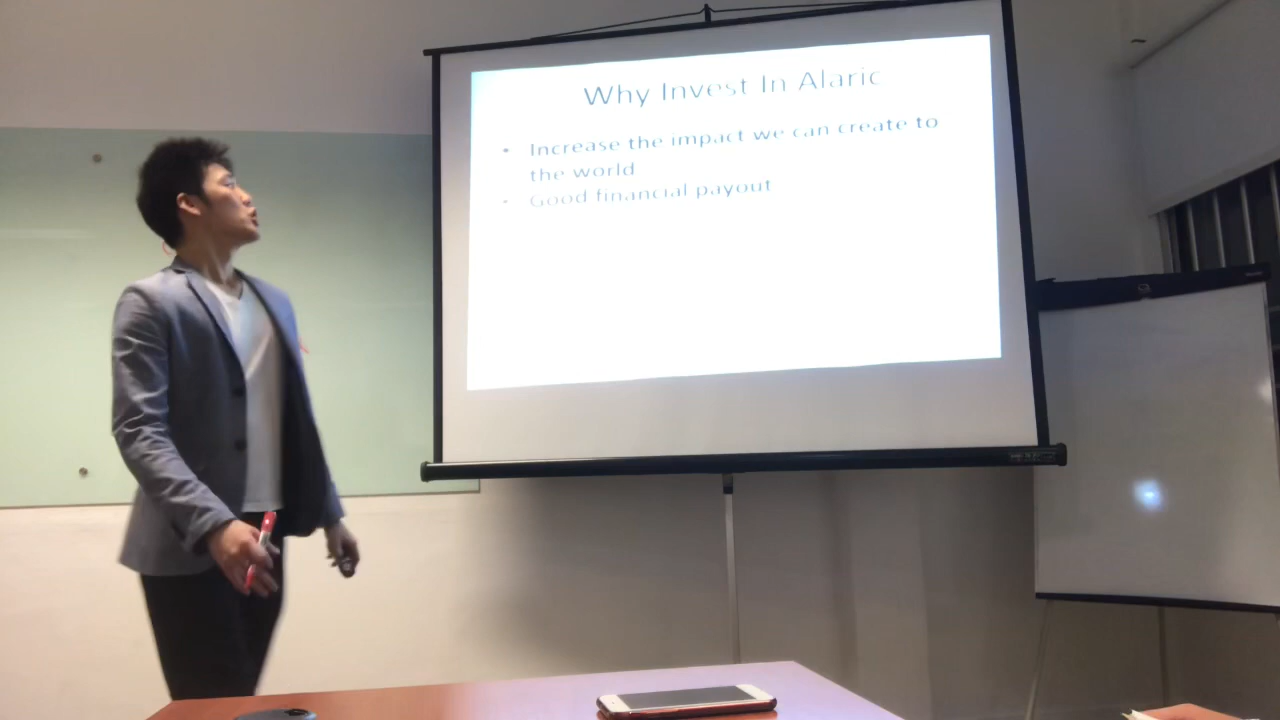 Why Invest In Alaric
• Increase the impact we can create to
the world
• Good financial payout